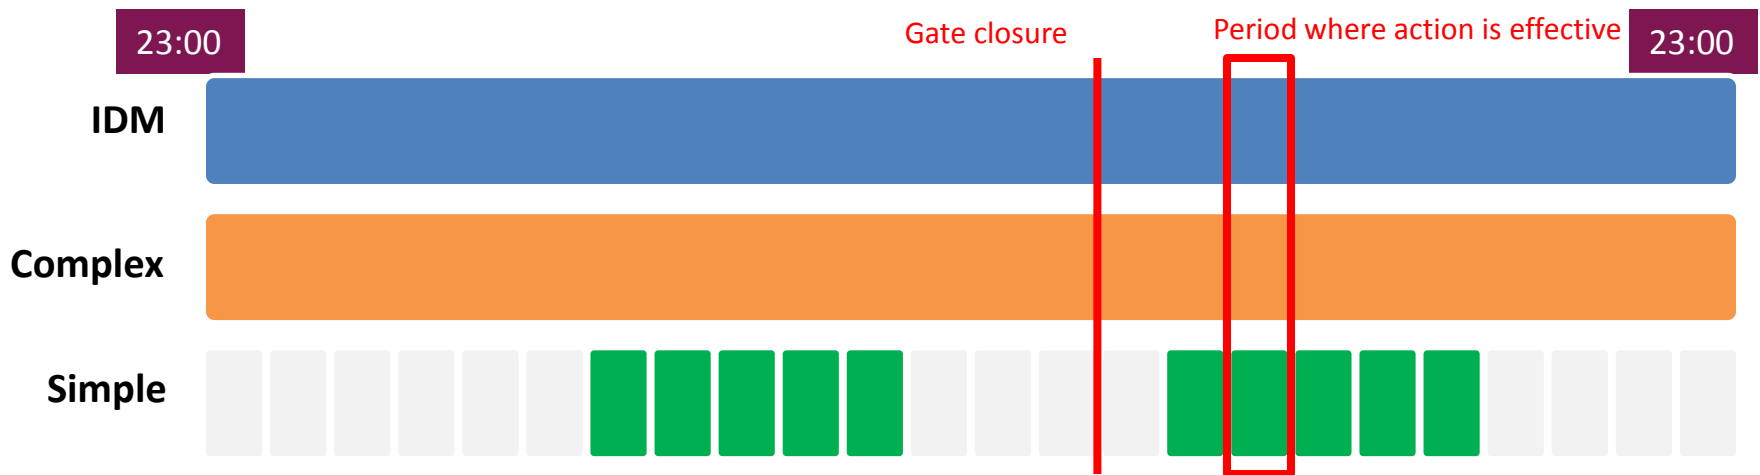 23:00
Gate closure
Period where action is effective
23:00
IDM
Complex
Simple